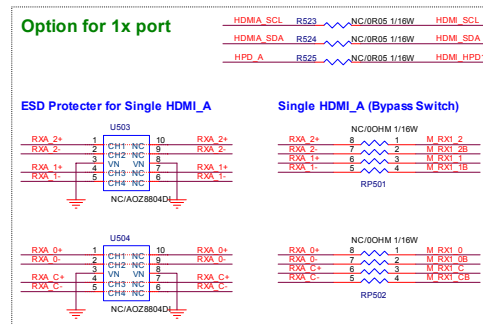 Option for 1x port
HDMIA_SCL R523 NC/0R05 1/16W HDMI_SCL
HDMIA_SDA R524 NC/0R05 1/16W HDMI_SDA
HPD_A R525 NC/0R05 1/16W HDMI_HPD1
ESD Protecter for Single HDMI_A
U503
RXA_2+ 1 CH1 NC 10 RXA_2+
RXA_2- 2 CH2 NC 9 RXA_2-
3 VN VN 8
RXA_1+ 4 CH3 NC 7 RXA_1+
RXA_1- 5 CH4 NC 6 RXA_1-
NC/AOZ8804DI
Single HDMI_A (Bypass Switch)
NC/0OHM 1/16W
RXA_2+ 8 1 M_RX1_2
RXA_2- 7 2 M_RX1_2B
RXA_1+ 6 3 M_RX1_1
RXA_1- 5 4 M_RX1_1B
RP501
U504
RXA_0+ 1 CH1 NC 10 RXA_0+
RXA_0- 2 CH2 NC 9 RXA_0-
3 VN VN 8
RXA_C+ 4 CH3 NC 7 RXA_C+
RXA_C- 5 CH4 NC 6 RXA_C-
NC/AOZ8804DI
NC/0OHM 1/16W
RXA_0+ 8 1 M_RX1_0
RXA_0- 7 2 M_RX1_0B
RXA_C+ 6 3 M_RX1_C
RXA_C- 5 4 M_RX1_CB
RP502